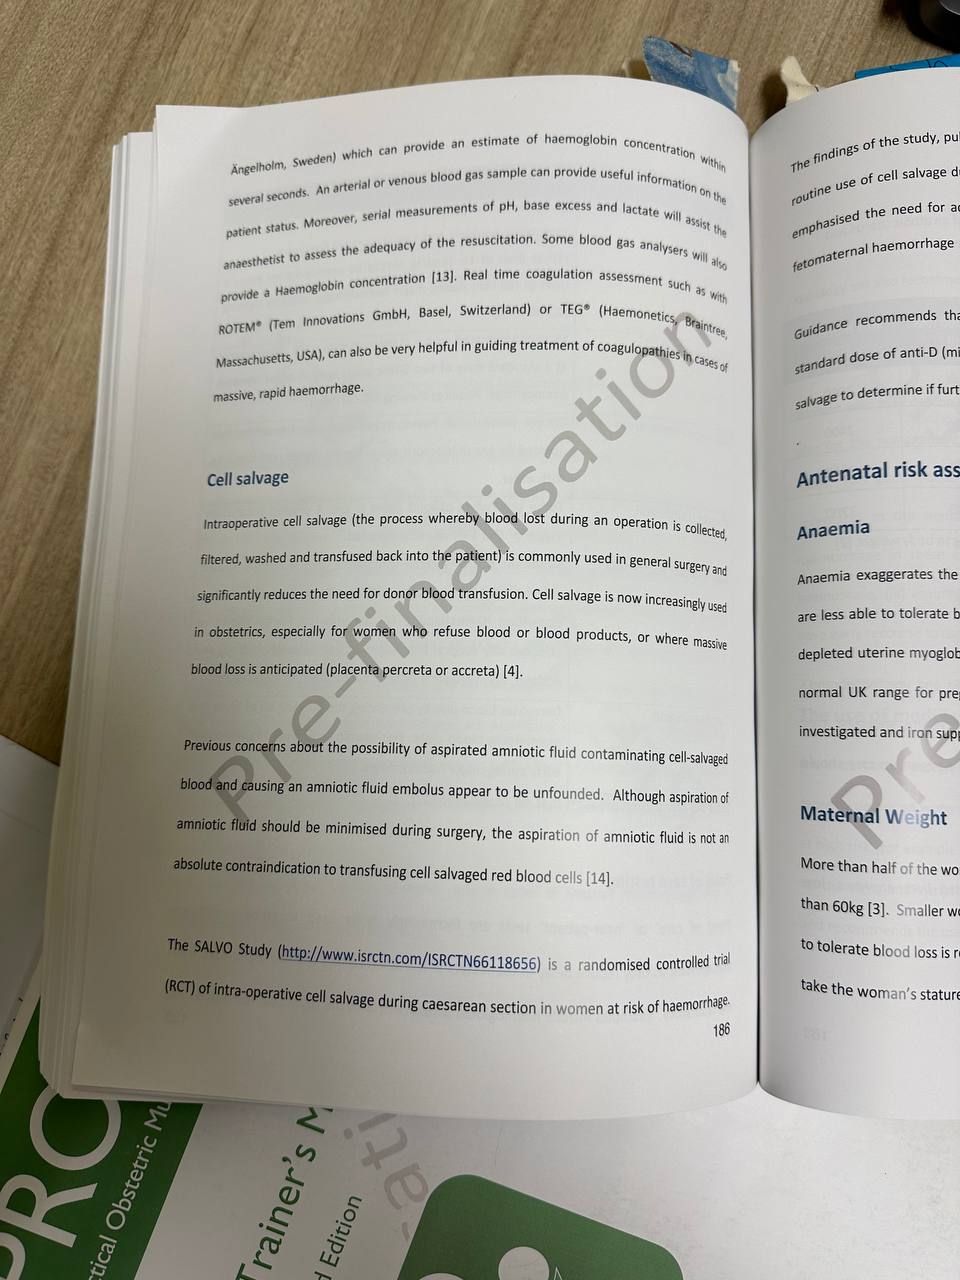 Ängelholm, Sweden) which can provide an estimate of haemoglobin concentration within
several seconds. An arterial or venous blood gas sample can provide useful information on the
patient status. Moreover, serial measurements of pH, base excess and lactate will assist the
anaesthetist to assess the adequacy of the resuscitation. Some blood gas analysers will also
provide a Haemoglobin concentration [13]. Real time coagulation assessment such as with
ROTEM® (Tem Innovations GmbH, Basel, Switzerland) or TEG® (Haemonetics, Braintree,
Massachusetts, USA), can also be very helpful in guiding treatment of coagulopathies in cases of
massive, rapid haemorrhage.
Cell salvage
Intraoperative cell salvage (the process whereby blood lost during an operation is collected,
filtered, washed and transfused back into the patient) is commonly used in general surgery and
significantly reduces the need for donor blood transfusion. Cell salvage is now increasingly used
in obstetrics, especially for women who refuse blood or blood products, or where massive
blood loss is anticipated (placenta percreta or accreta) [4].
Previous concerns about the possibility of aspirated amniotic fluid contaminating cell-salvaged
blood and causing an amniotic fluid embolus appear to be unfounded. Although aspiration of
amniotic fluid should be minimised during surgery, the aspiration of amniotic fluid is not an
absolute contraindication to transfusing cell salvaged red blood cells [14].
The SALVO Study (http://www.isrctn.com/ISRCTN66118656) is a randomised controlled trial
(RCT) of intra-operative cell salvage during caesarean section in women at risk of haemorrhage.
186
Pre-finalisation
The findings of the study, pu
routine use of cell salvage d
emphasised the need for a
fetomaternal haemorrhage
Guidance recommends tha
standard dose of anti-D (mi
salvage to determine if furt
.
Antenatal risk ass
Anaemia
Anaemia exaggerates the
are less able to tolerate b
depleted uterine myoglob
normal UK range for pre
investigated and iron supp
Maternal Weight
More than half of the wo
than 60kg [3]. Smaller w
to tolerate blood loss is r
take the woman's stature
Pre
PRO
ctical Obstetric Mu
Trainer's M
d Edition
sati